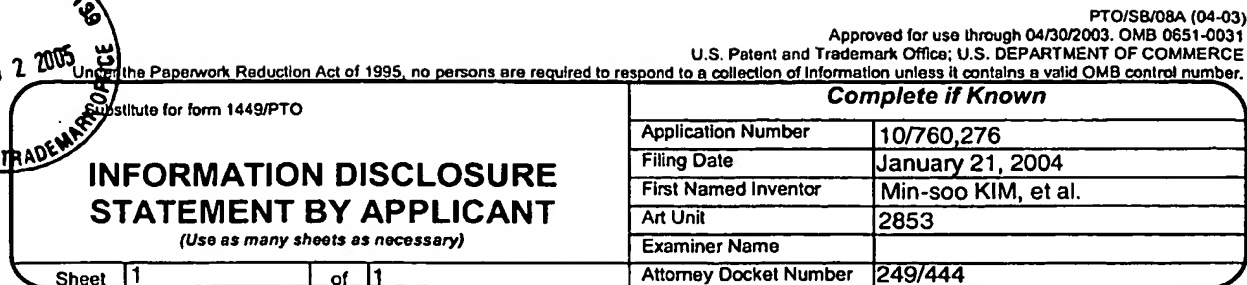 PTO/SB/08A (04-03)
Approved for use through 04/30/2003. OMB 0651-0031
U.S. Patent and Trademark Office; U.S. DEPARTMENT OF COMMERCE
Under the Paperwork Reduction Act of 1995, no persons are required to respond to a collection of information unless it contains a valid OMB control number.
2 2005
TRADEMARK OFFICE
Substitute for form 1449/PTO
INFORMATION DISCLOSURE
STATEMENT BY APPLICANT
(Use as many sheets as necessary)
Sheet 1 of 1
Complete if Known
Application Number 10/760,276
Filing Date January 21, 2004
First Named Inventor Min-soo KIM, et al.
Art Unit 2853
Examiner Name
Attorney Docket Number 249/444